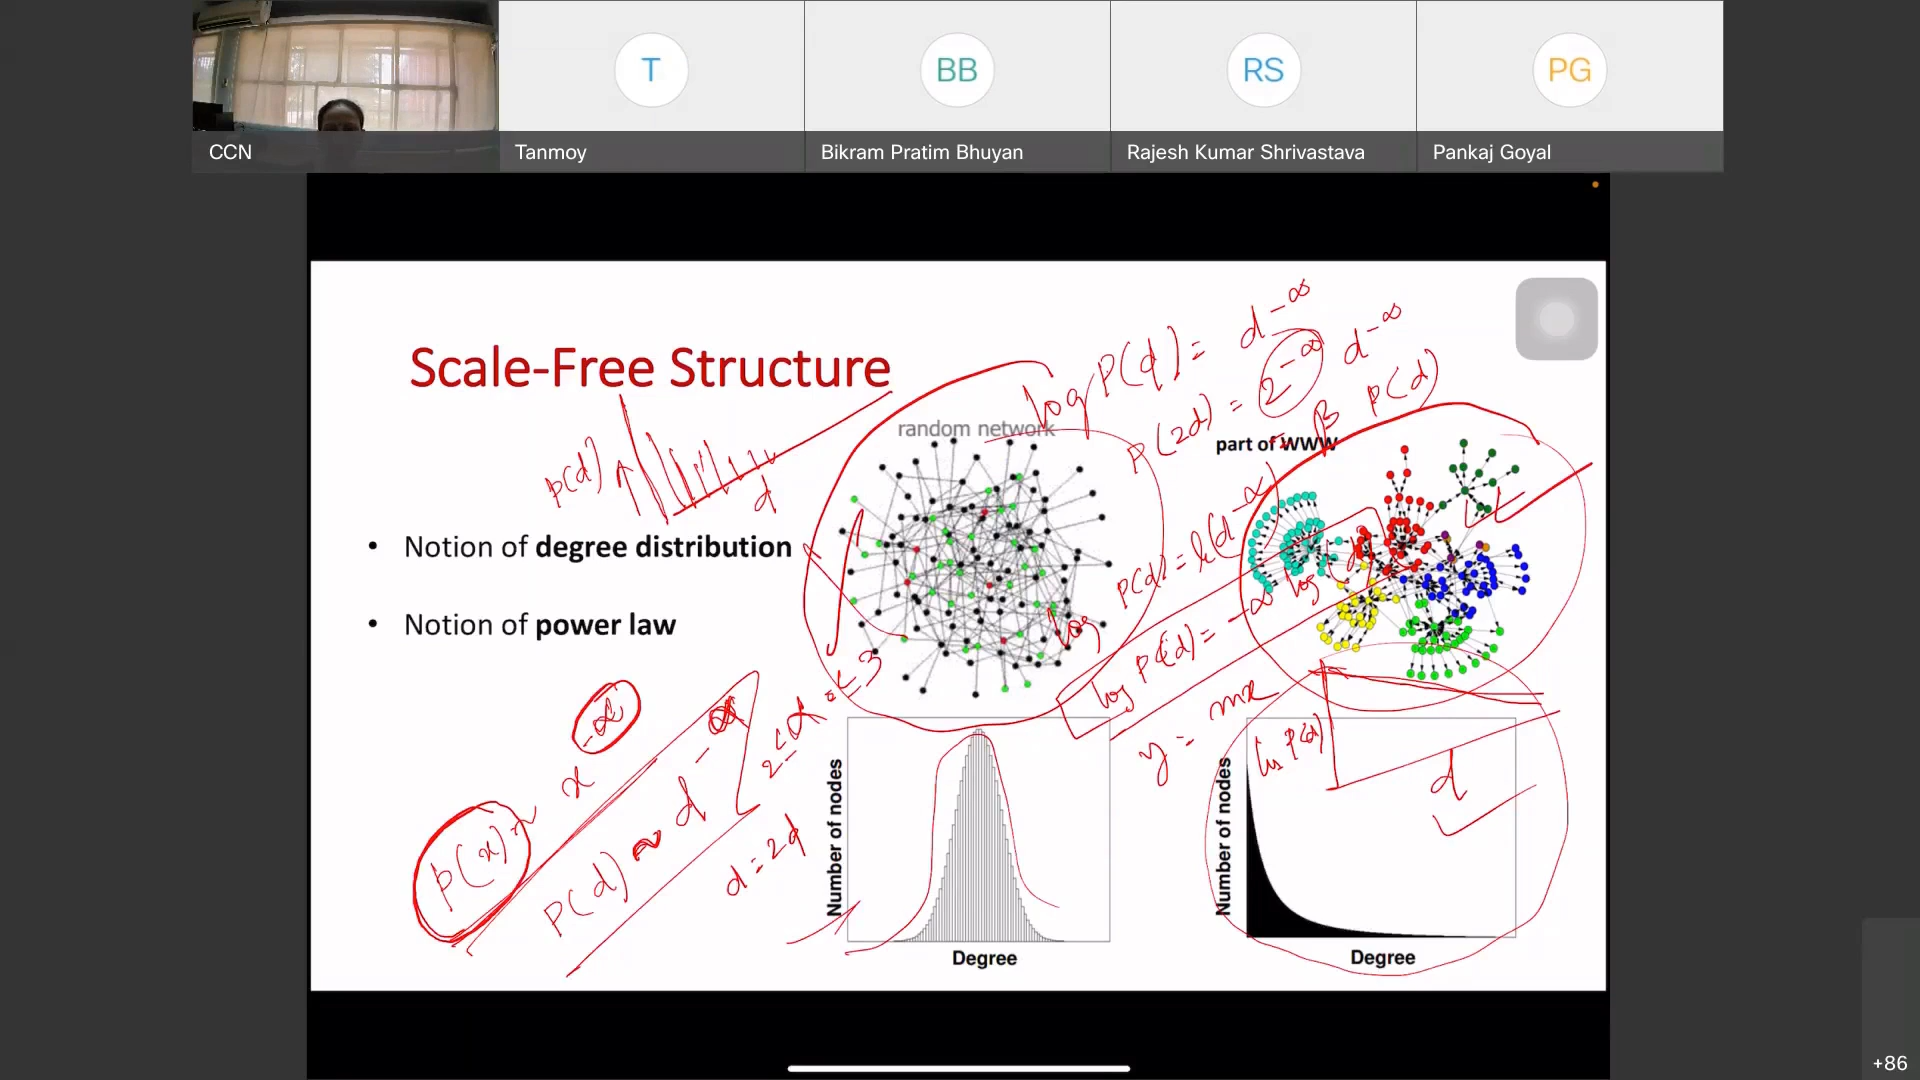 T
BB
RS
PG
CCN
Tanmoy
Bikram Pratim Bhuyan
Rajesh Kumar Shrivastava
Pankaj Goyal
Scale-Free Structure
log P(d) = d^-α
P(2d) = 2^-α d^-α
= β P(d)
random network
part of WWW
p(d)
d
• Notion of degree distribution
• Notion of power law
P(d) = k(d^-α)
log
log P(d) = -α log (d)
y = mx
x^-α
p(x) ~
P(d) ~ d^-α
2 ≤ α ≤ 3
d = 2d
P(d)
d
Number of nodes
Degree
Number of nodes
Degree
+86